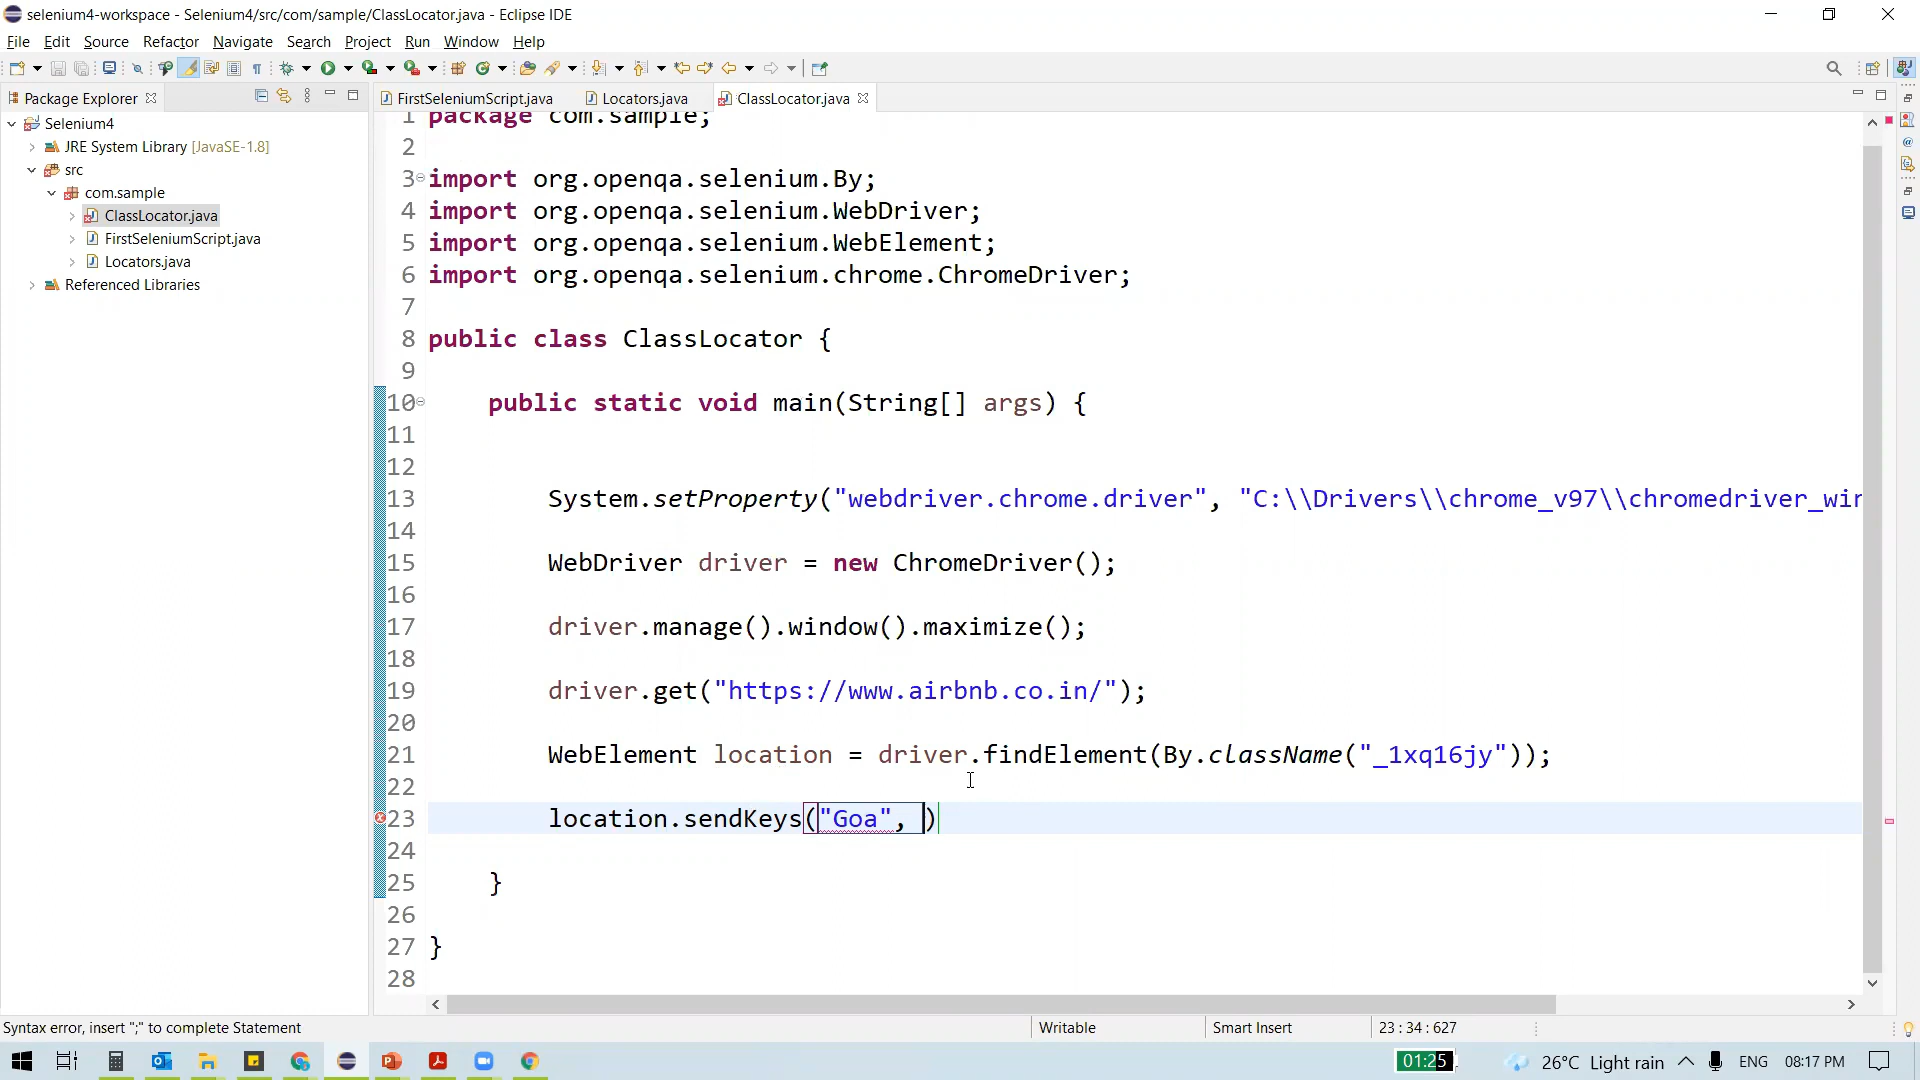 selenium4-workspace - Selenium4/src/com/sample/ClassLocator.java - Eclipse IDE
File Edit Source Refactor Navigate Search Project Run Window Help
Package Explorer
FirstSeleniumScript.java Locators.java *ClassLocator.java
Selenium4
JRE System Library [JavaSE-1.8]
src
com.sample
ClassLocator.java
FirstSeleniumScript.java
Locators.java
Referenced Libraries
1 package com.sample;
2
3 import org.openqa.selenium.By;
4 import org.openqa.selenium.WebDriver;
5 import org.openqa.selenium.WebElement;
6 import org.openqa.selenium.chrome.ChromeDriver;
7
8 public class ClassLocator {
9
10 public static void main(String[] args) {
11
12
13 System.setProperty("webdriver.chrome.driver", "C:\\Drivers\\chrome_v97\\chromedriver_win
14
15 WebDriver driver = new ChromeDriver();
16
17 driver.manage().window().maximize();
18
19 driver.get("https://www.airbnb.co.in/");
20
21 WebElement location = driver.findElement(By.className("_1xq16jy"));
22
23 location.sendKeys("Goa", )
24
25 }
26
27 }
28
Syntax error, insert ";" to complete Statement
Writable
Smart Insert
23 : 34 : 627
01:25
26°C Light rain
ENG
08:17 PM